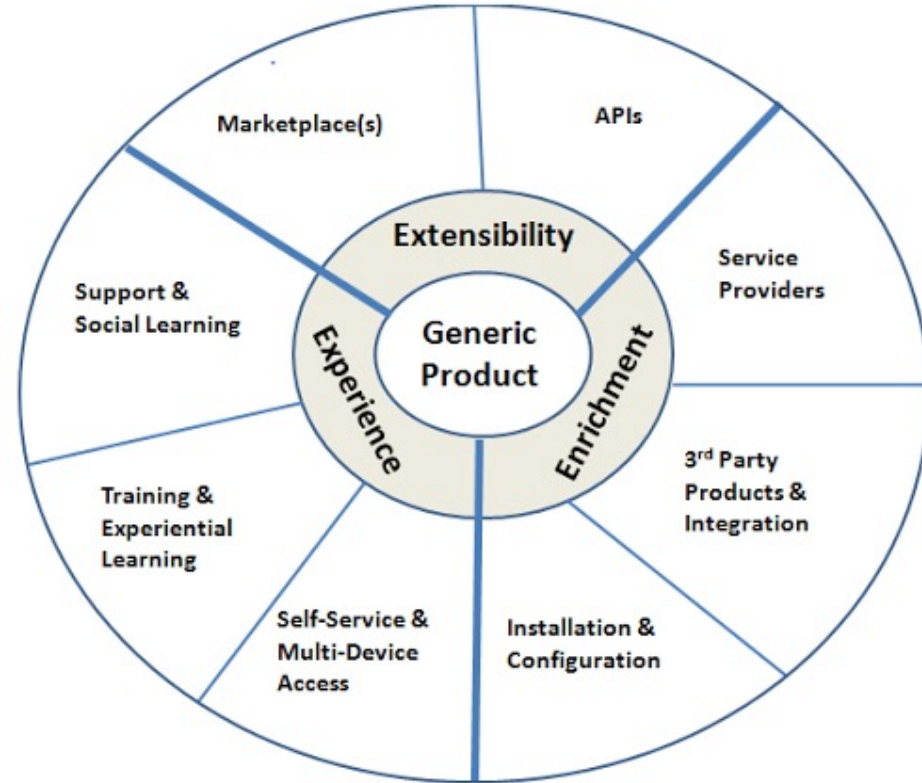 Marketplace(s)
APIs
Extensibility
Service
Providers
Support &
Social Learning
Generic
Product
Experience
Enrichment
3rd Party
Products &
Integration
Training &
Experiential
Learning
Self-Service &
Multi-Device
Access
Installation &
Configuration